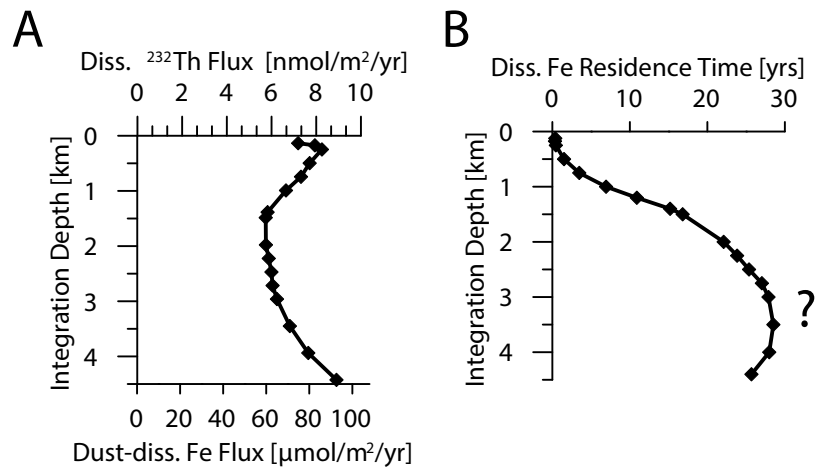 A
Diss. ²³²Th Flux [nmol/m²/yr]
0 2 4 6 8 10
0
1
2
3
4
Integration Depth [km]
0 20 40 60 80 100
Dust-diss. Fe Flux [µmol/m²/yr]
B
Diss. Fe Residence Time [yrs]
0 10 20 30
0
1
2
3
4
Integration Depth [km]
?